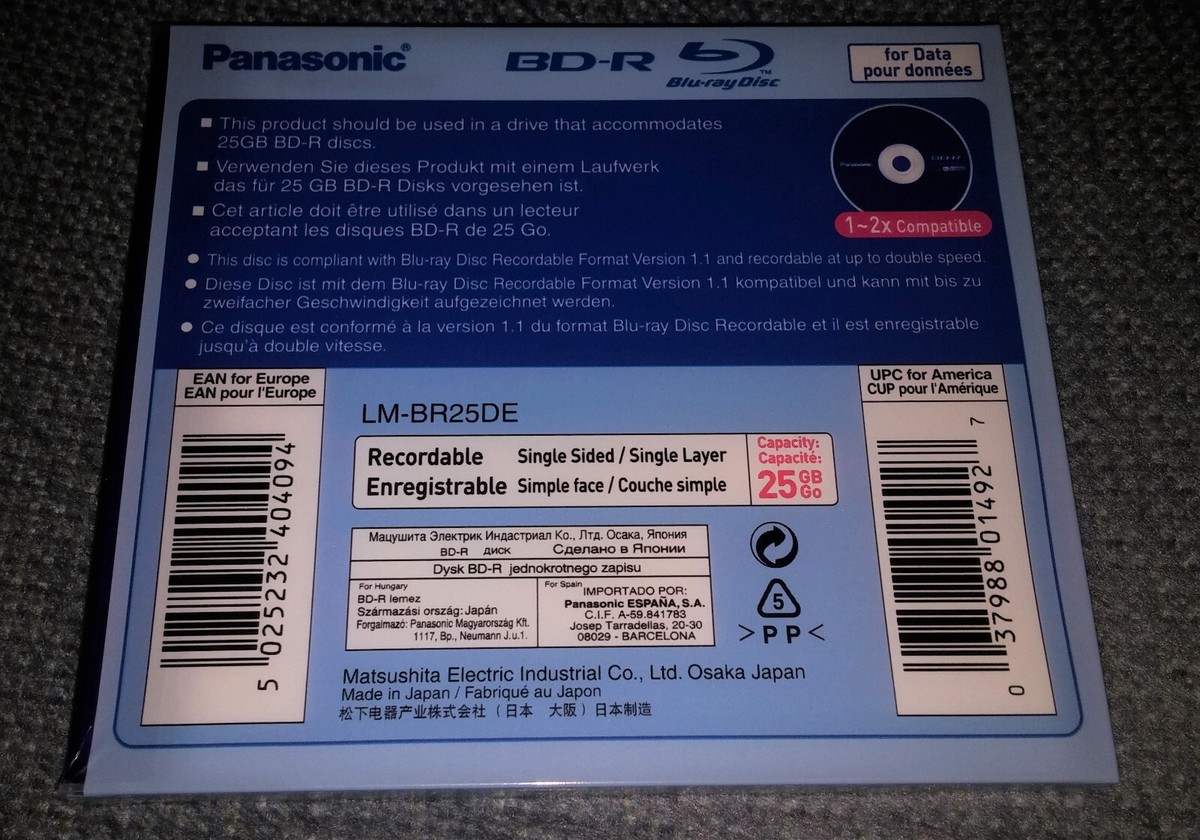 Panasonic®
BD-R
Blu-ray Disc™
for Data
pour données
■ This product should be used in a drive that accommodates
25GB BD-R discs.
■ Verwenden Sie dieses Produkt mit einem Laufwerk
das für 25 GB BD-R Disks vorgesehen ist.
■ Cet article doit être utilisé dans un lecteur
acceptant les disques BD-R de 25 Go.
Panasonic
1~2x Compatible
● This disc is compliant with Blu-ray Disc Recordable Format Version 1.1 and recordable at up to double speed.
● Diese Disc ist mit dem Blu-ray Disc Recordable Format Version 1.1 kompatibel und kann mit bis zu
zweifacher Geschwindigkeit aufgezeichnet werden.
● Ce disque est conformé à la version 1.1 du format Blu-ray Disc Recordable et il est enregistrable
jusqu'à double vitesse.
EAN for Europe
EAN pour l'Europe
5 025232 404094
LM-BR25DE
Recordable Single Sided / Single Layer
Enregistrable Simple face / Couche simple
Capacity:
Capacité:
25 GB
Go
Мацушита Электрик Индастриал Ко., Лтд. Осака, Япония
BD-R диск Сделано в Японии
Dysk BD-R jednokrotnego zapisu
For Hungary
BD-R lemez
Származási ország: Japán
Forgalmazó: Panasonic Magyarország Kft.
1117, Bp., Neumann J.u.1.
For Spain
IMPORTADO POR:
Panasonic ESPAÑA, S.A.
C.I.F. A-59.841783
Josep Tarradellas, 20-30
08029 - BARCELONA
5
>PP<
Matsushita Electric Industrial Co., Ltd. Osaka Japan
Made in Japan / Fabriqué au Japon
松下电器产业株式会社（日本 大阪）日本制造
UPC for America
CUP pour l'Amérique
0 37988 01492 7